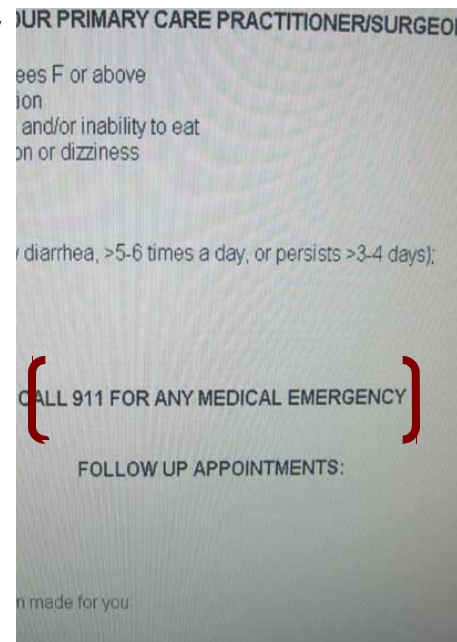 OUR PRIMARY CARE PRACTITIONER/SURGEO
ees F or above
ion
and/or inability to eat
on or dizziness
diarrhea, >5-6 times a day, or persists >3-4 days);
CALL 911 FOR ANY MEDICAL EMERGENCY
FOLLOW UP APPOINTMENTS:
n made for you: